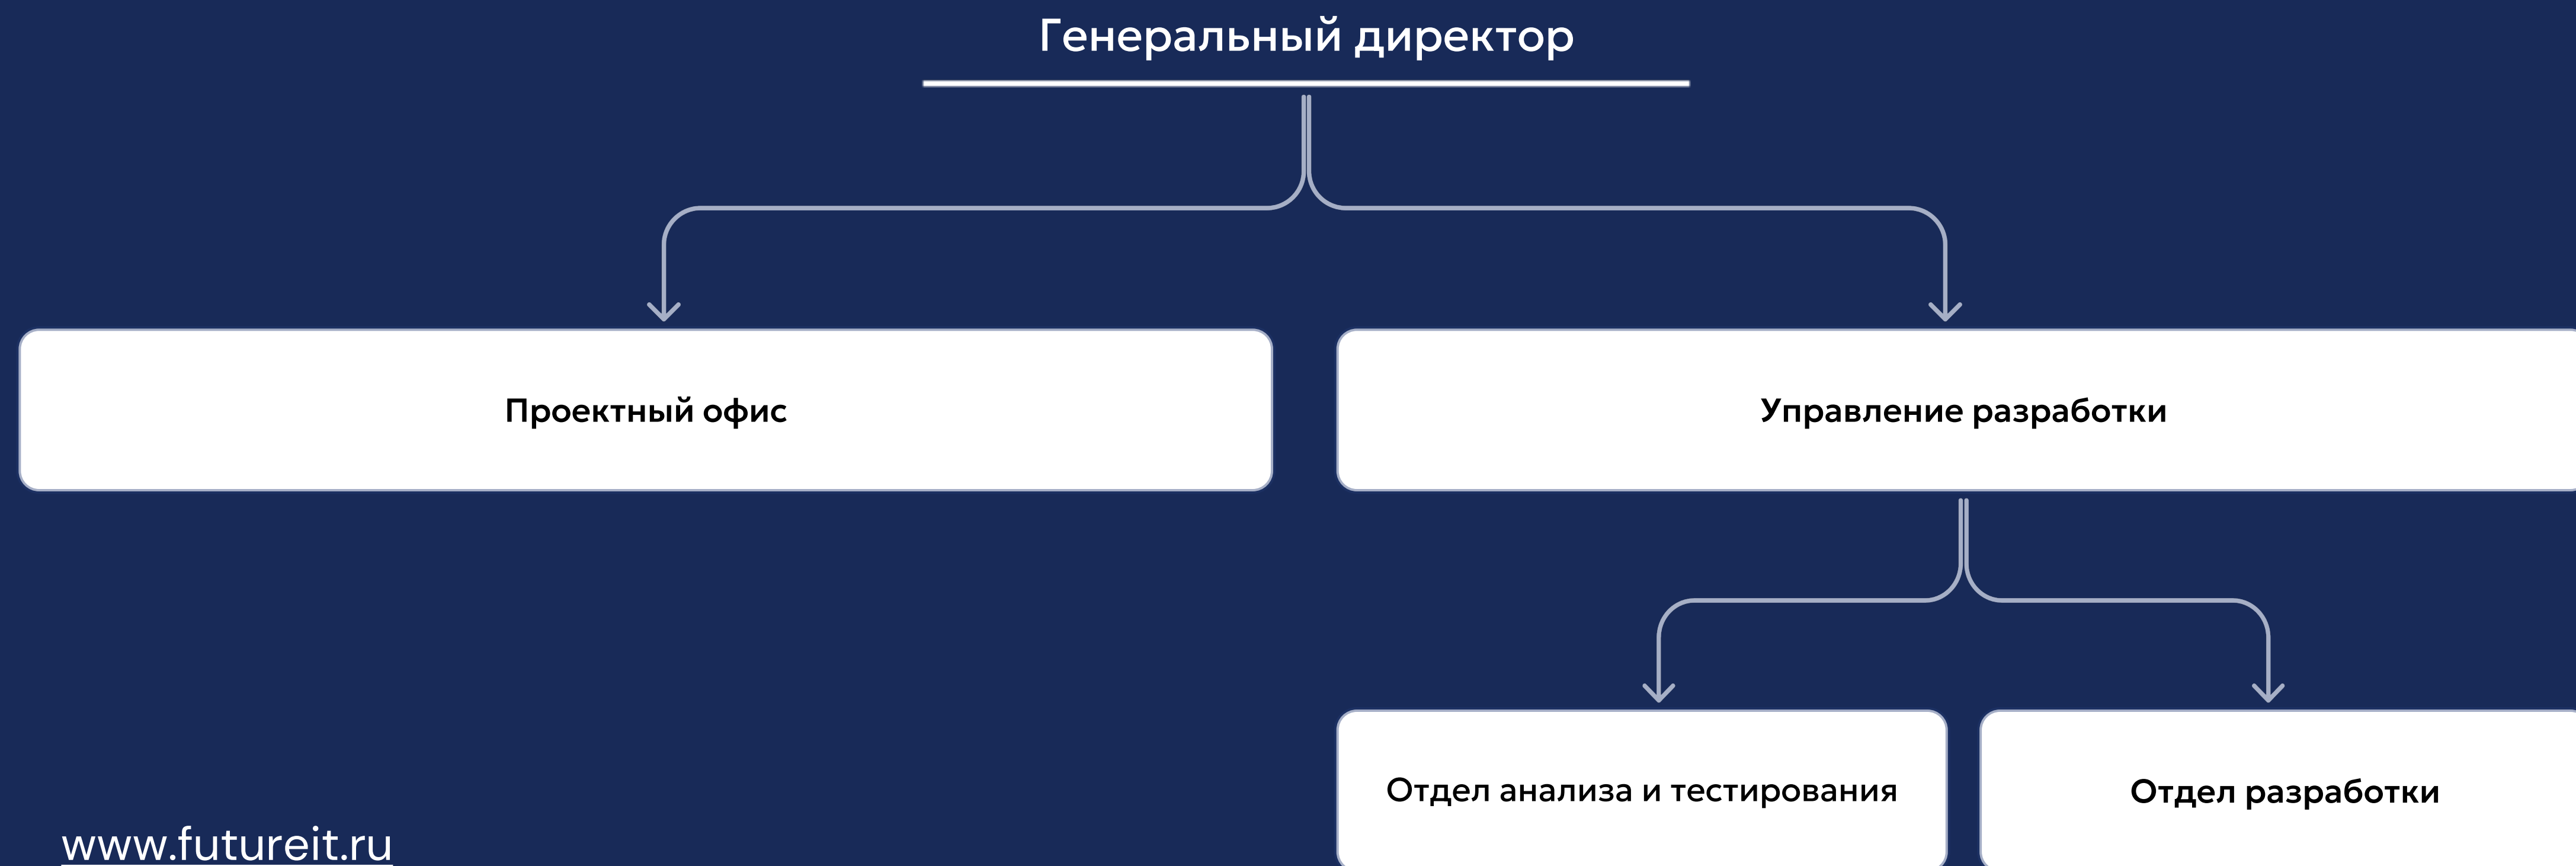 Генеральный директор
Проектный офис
Управление разработки
Отдел анализа и тестирования
Отдел разработки
www.futureit.ru